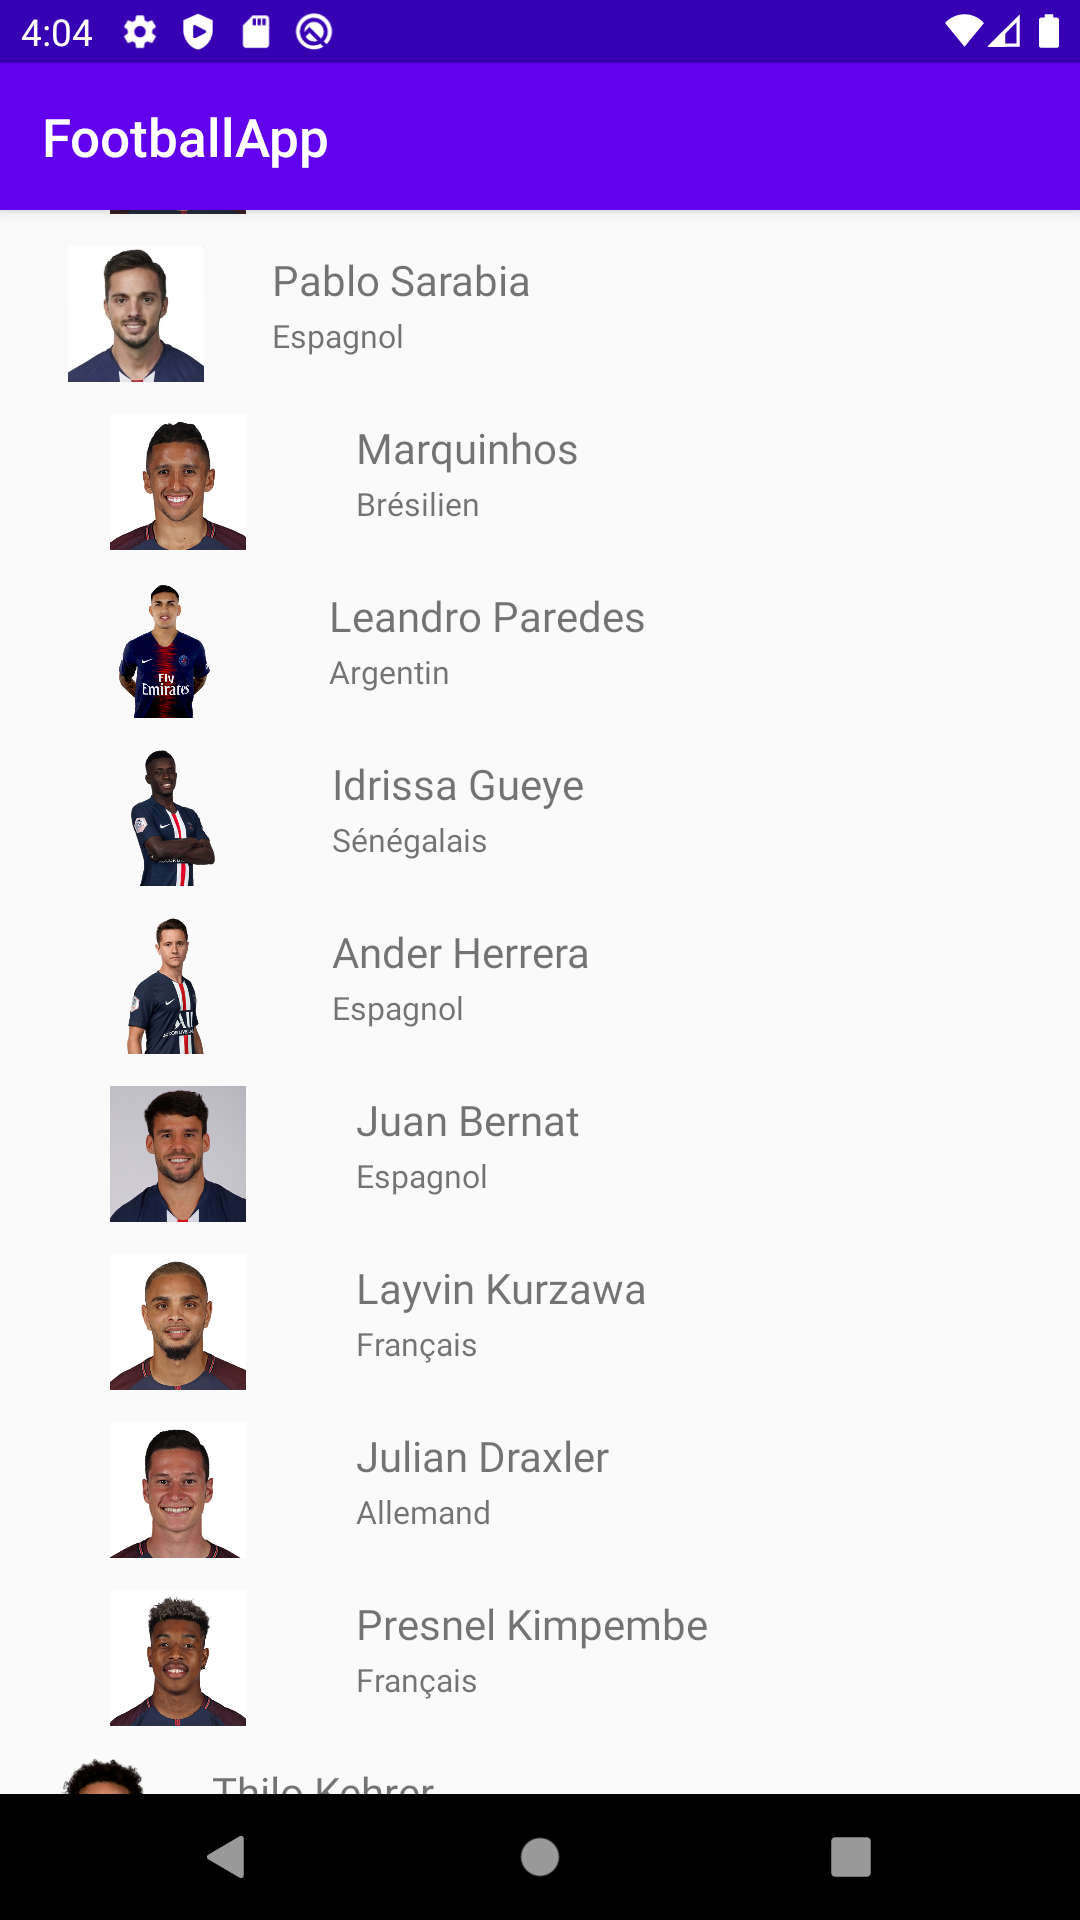 4:04
FootballApp
Pablo Sarabia
Espagnol
Marquinhos
Brésilien
Fly
Emirates
Leandro Paredes
Argentin
Idrissa Gueye
Sénégalais
Ander Herrera
Espagnol
Juan Bernat
Espagnol
Layvin Kurzawa
Français
Julian Draxler
Allemand
Presnel Kimpembe
Français
Thilo Kehrer